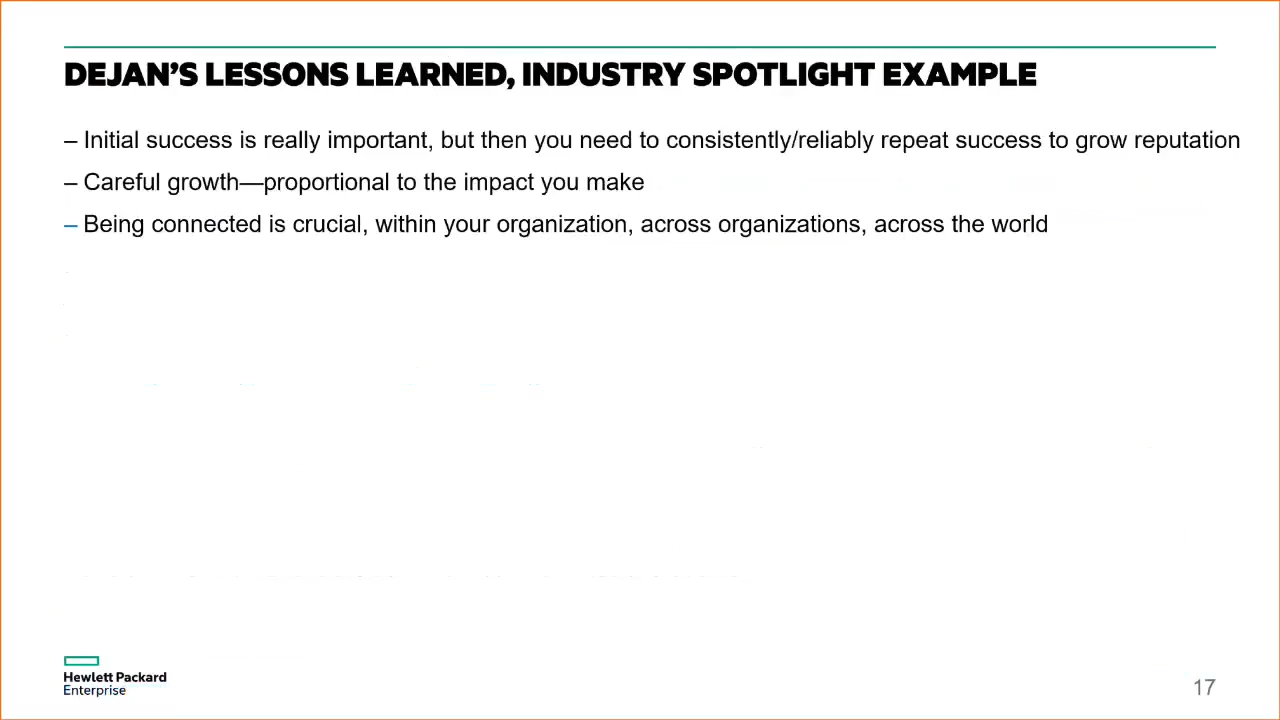 DEJAN’S LESSONS LEARNED, INDUSTRY SPOTLIGHT EXAMPLE
– Initial success is really important, but then you need to consistently/reliably repeat success to grow reputation
– Careful growth—proportional to the impact you make
– Being connected is crucial, within your organization, across organizations, across the world
Hewlett Packard
Enterprise
17